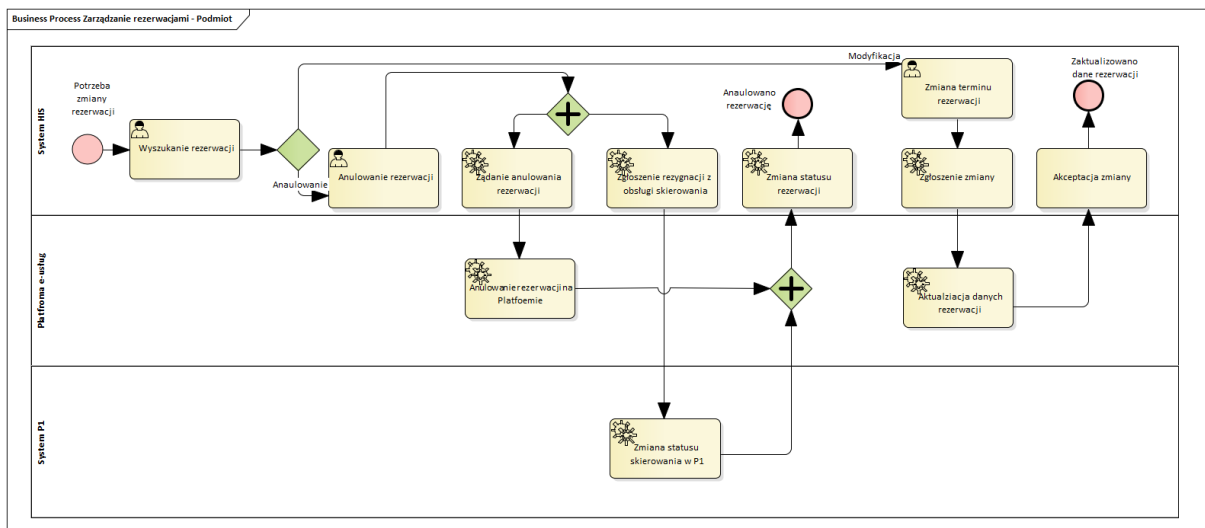 Business Process Zarządzanie rezerwacjami - Podmiot
System HIS
Potrzeba
zmiany
rezerwacji
Wyszukanie rezerwacji
Anaulowanie
Modyfikacja
Anulowanie rezerwacji
Żądanie anulowania
rezerwacji
Zgłoszenie rezygnacji z
obsługi skierowania
Anaulowano
rezerwację
Zmiana statusu
rezerwacji
Zmiana terminu
rezerwacji
Zgłoszenie zmiany
Zaktualizowano
dane rezerwacji
Akceptacja zmiany
Platfroma e-usług
Anulowanie rezerwacji na
Platfoemie
Aktualziacja danych
rezerwacji
System P1
Zmiana statusu
skierowania w P1